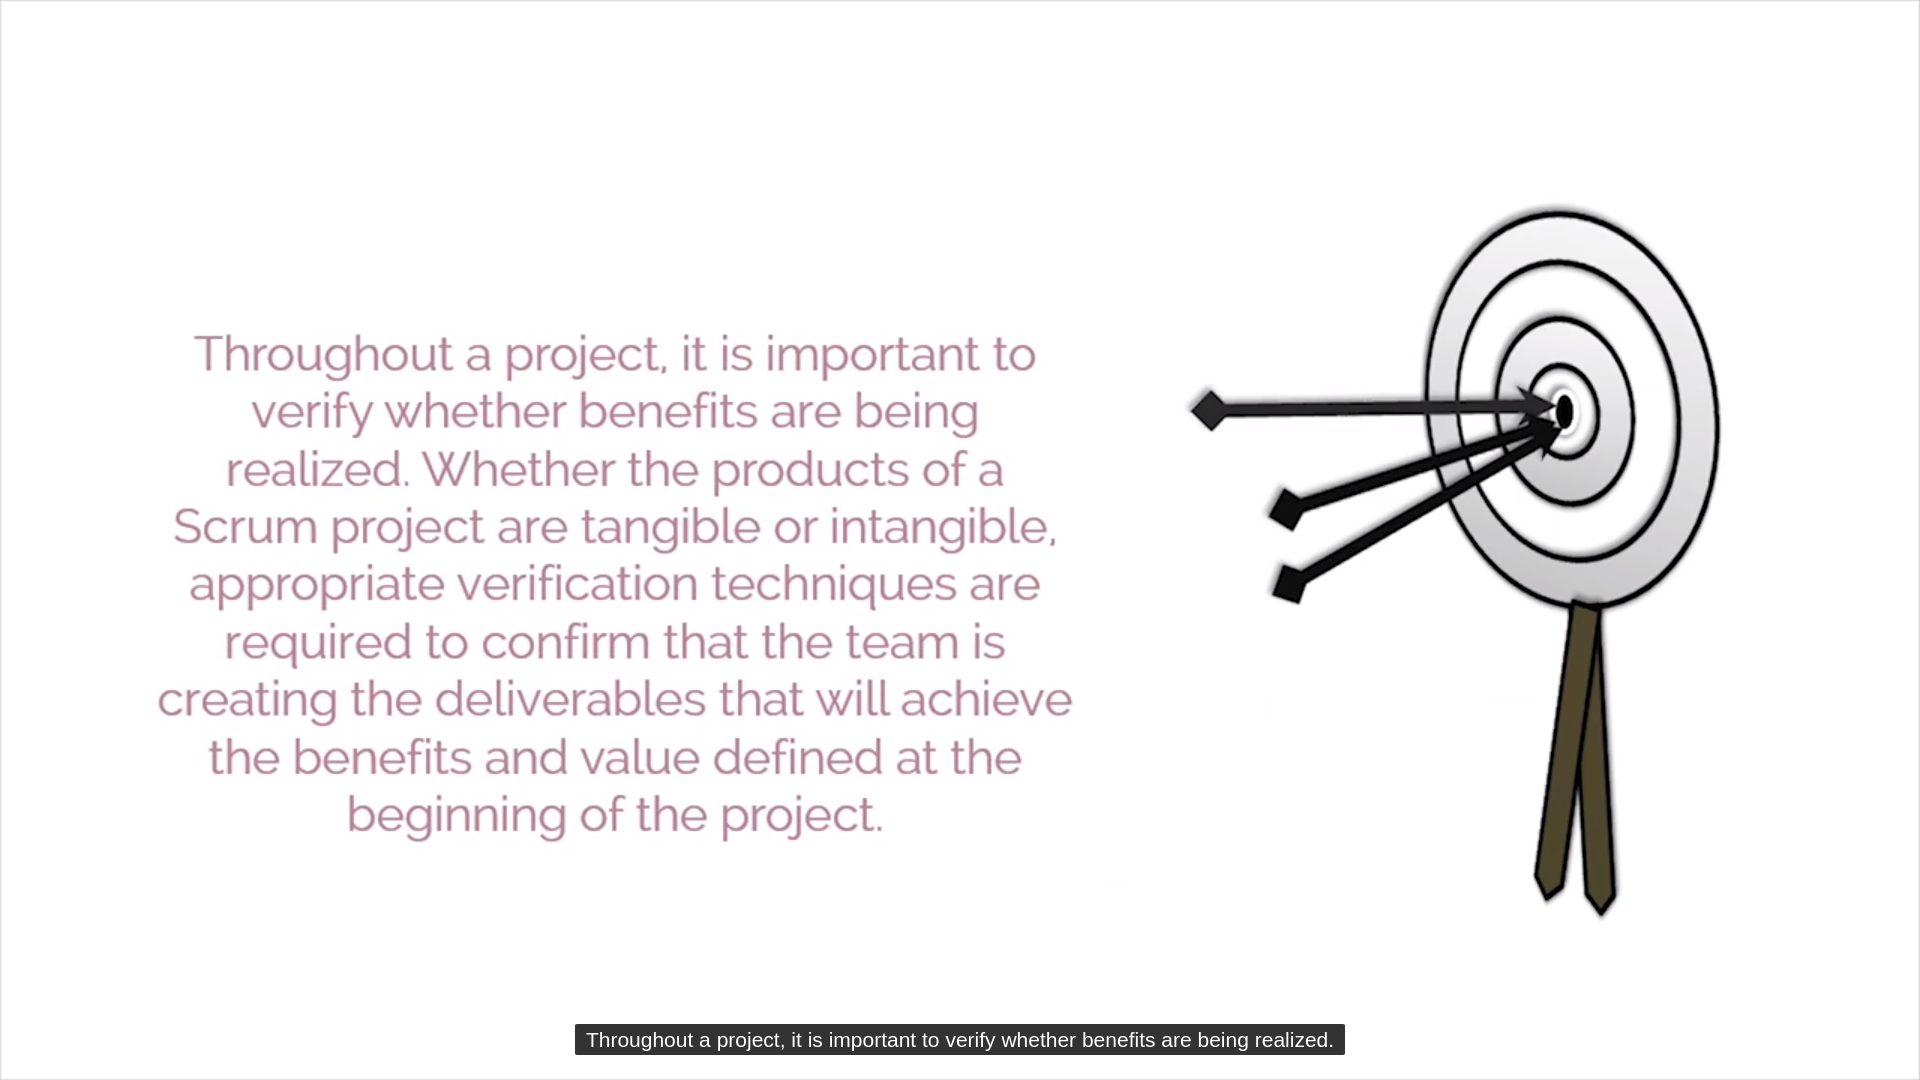 Throughout a project, it is important to
verify whether benefits are being
realized. Whether the products of a
Scrum project are tangible or intangible,
appropriate verification techniques are
required to confirm that the team is
creating the deliverables that will achieve
the benefits and value defined at the
beginning of the project.
Throughout a project, it is important to verify whether benefits are being realized.